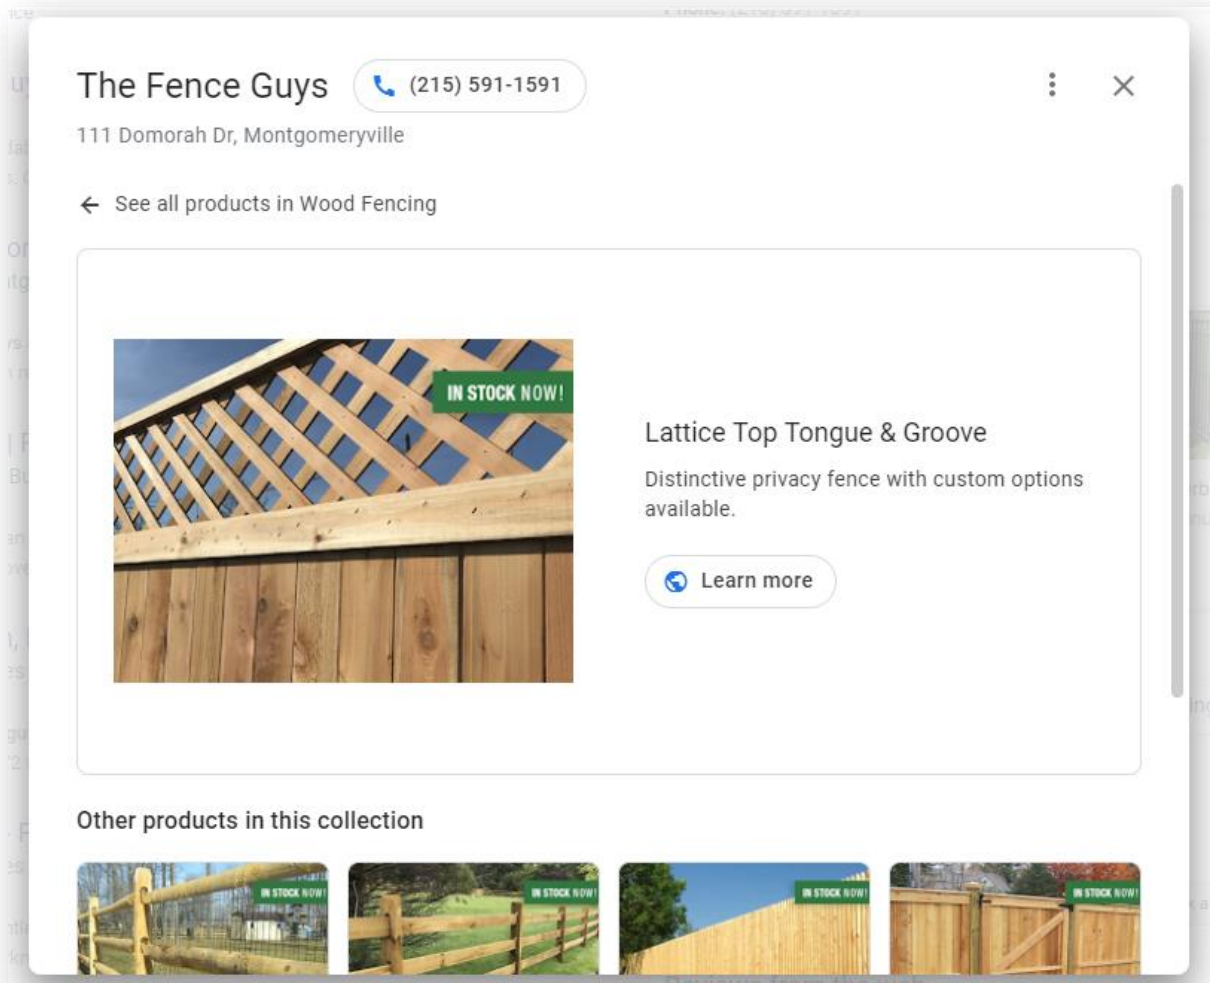 The Fence Guys
(215) 591-1591
111 Domorah Dr, Montgomeryville
See all products in Wood Fencing
IN STOCK NOW!
Lattice Top Tongue & Groove
Distinctive privacy fence with custom options
available.
Learn more
Other products in this collection
IN STOCK NOW!
IN STOCK NOW!
IN STOCK NOW!
IN STOCK NOW!